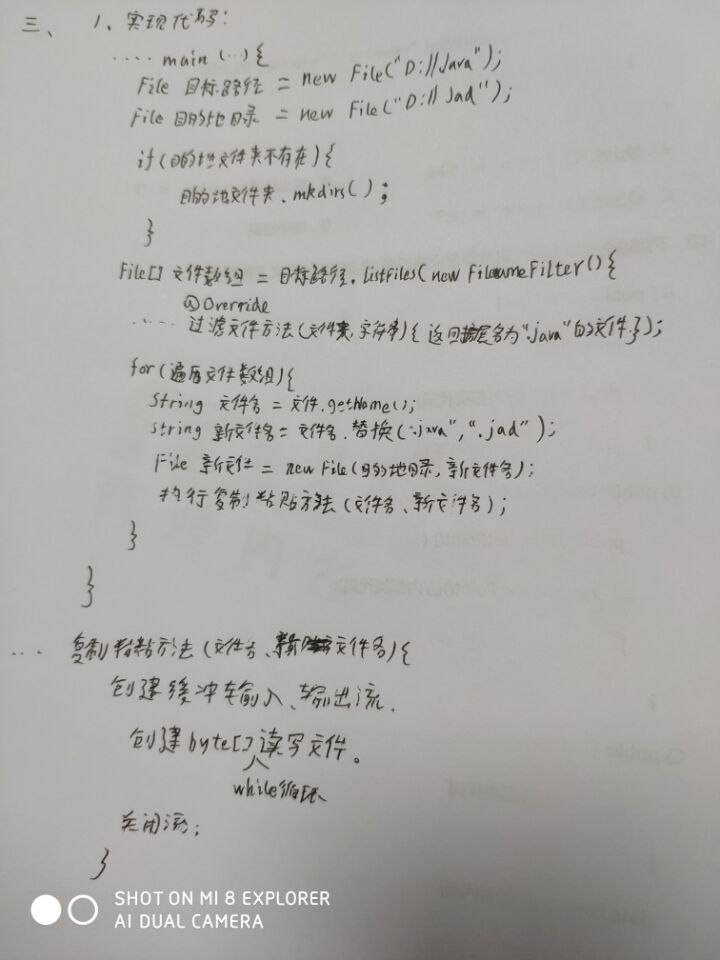 三、 1、实现代码：
.... main (...) {
File 目标路径 = new File("D://Java");
File 目的地目录 = new File("D://Jad");
if(目的地文件夹不存在){
目的地文件夹.mkdirs();
}
File[] 文件数组 = 目标路径.listFiles(new FilenameFilter(){
@Override
.... 过滤文件方法(文件夹,字符串){返回扩展名为".java"的文件});
for(遍历文件数组){
String 文件名 = 文件.getName();
String 新文件名 = 文件名.替换(".java",".jad");
File 新文件 = new File(目的地目录,新文件名);
执行复制粘贴方法(文件名、新文件名);
}
}
... 复制粘贴方法(文件名、新文件名){
创建缓冲输入、输出流.
创建byte[]读写文件。
while循环
关闭流;
}
SHOT ON MI 8 EXPLORER
AI DUAL CAMERA